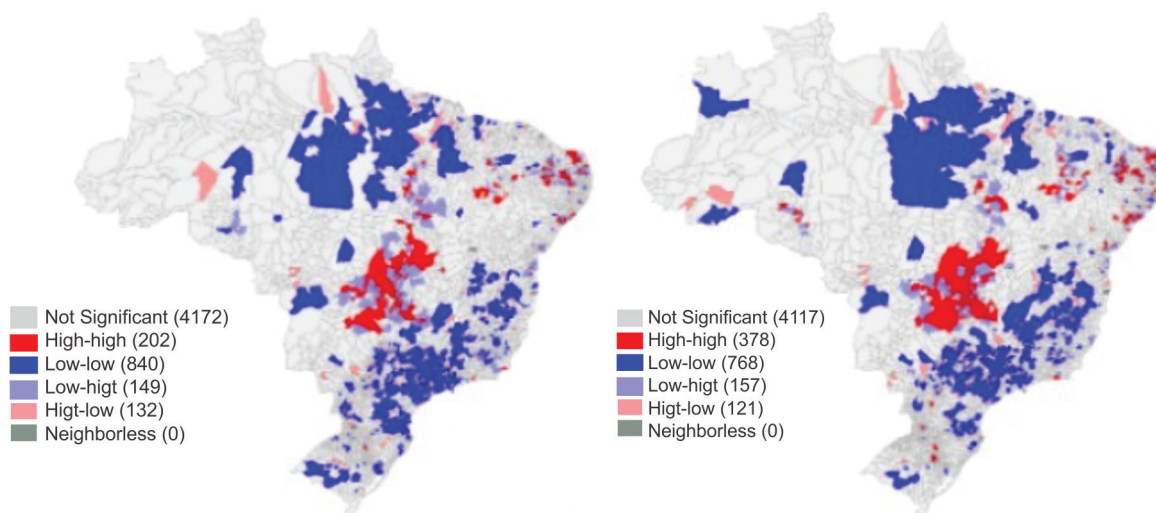 Not Significant (4172)
High-high (202)
Low-low (840)
Low-higt (149)
Higt-low (132)
Neighborless (0)
Not Significant (4117)
High-high (378)
Low-low (768)
Low-higt (157)
Higt-low (121)
Neighborless (0)